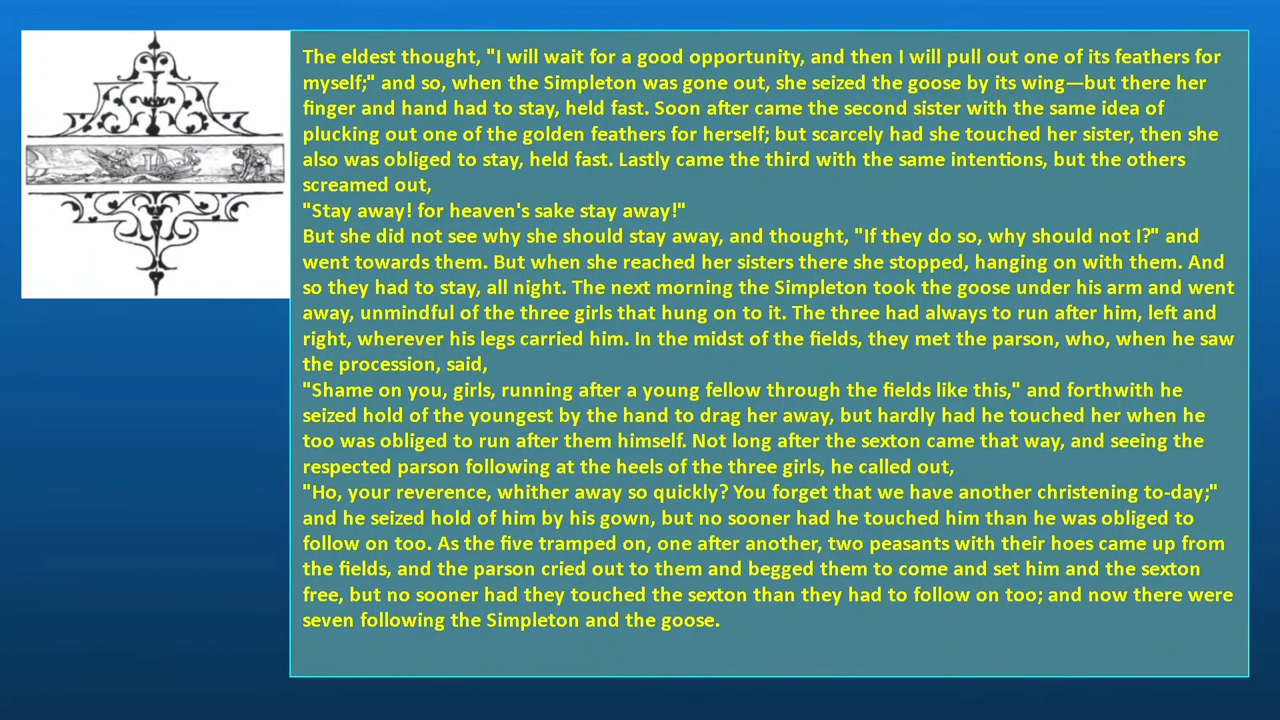 The eldest thought, "I will wait for a good opportunity, and then I will pull out one of its feathers for
myself;" and so, when the Simpleton was gone out, she seized the goose by its wing—but there her
finger and hand had to stay, held fast. Soon after came the second sister with the same idea of
plucking out one of the golden feathers for herself; but scarcely had she touched her sister, then she
also was obliged to stay, held fast. Lastly came the third with the same intentions, but the others
screamed out,
"Stay away! for heaven's sake stay away!"
But she did not see why she should stay away, and thought, "If they do so, why should not I?" and
went towards them. But when she reached her sisters there she stopped, hanging on with them. And
so they had to stay, all night. The next morning the Simpleton took the goose under his arm and went
away, unmindful of the three girls that hung on to it. The three had always to run after him, left and
right, wherever his legs carried him. In the midst of the fields, they met the parson, who, when he saw
the procession, said,
"Shame on you, girls, running after a young fellow through the fields like this," and forthwith he
seized hold of the youngest by the hand to drag her away, but hardly had he touched her when he
too was obliged to run after them himself. Not long after the sexton came that way, and seeing the
respected parson following at the heels of the three girls, he called out,
"Ho, your reverence, whither away so quickly? You forget that we have another christening to-day;"
and he seized hold of him by his gown, but no sooner had he touched him than he was obliged to
follow on too. As the five tramped on, one after another, two peasants with their hoes came up from
the fields, and the parson cried out to them and begged them to come and set him and the sexton
free, but no sooner had they touched the sexton than they had to follow on too; and now there were
seven following the Simpleton and the goose.